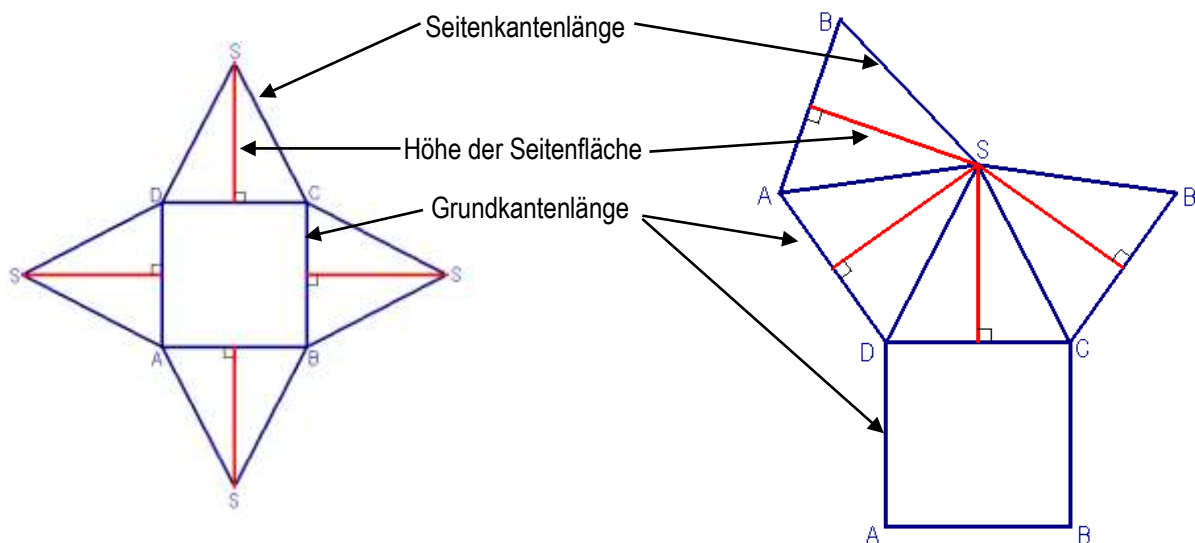 B
Seitenkantenlänge
S
Höhe der Seitenfläche
S
D
C
A
B
Grundkantenlänge
S
S
A
B
D
C
S
A
B